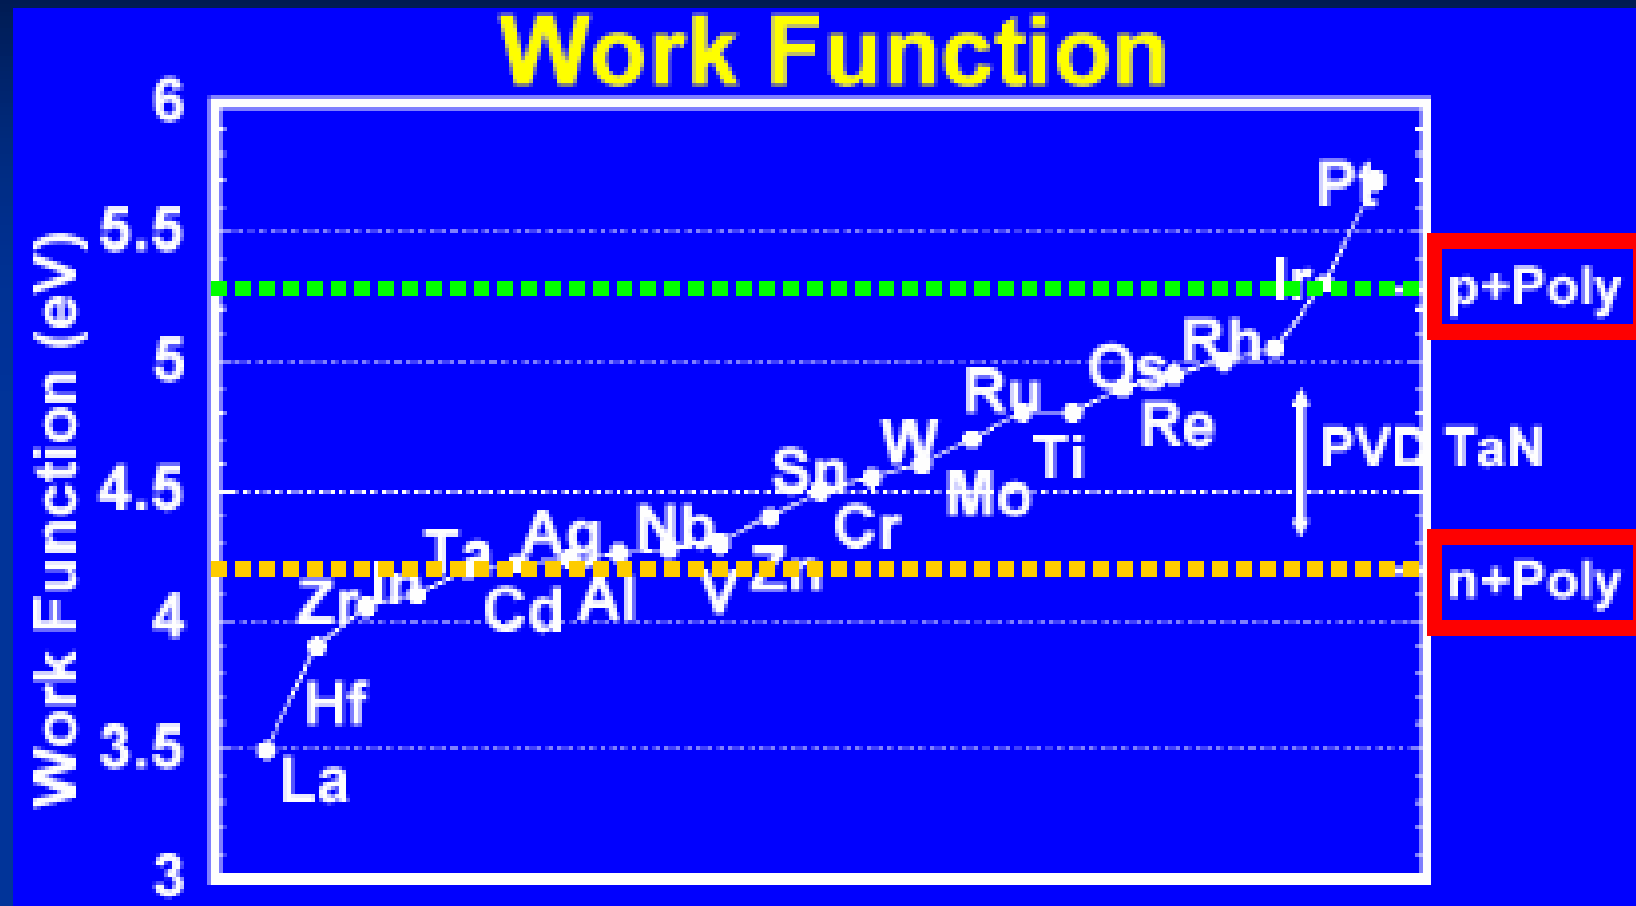 Work Function
Work Function (eV)
6
5.5
5
4.5
4
3.5
3
Pt
Ir
p+Poly
Rh
Os
Re
Ru
Ti
PVD TaN
W
Mo
Sn
Cr
Nb
Ag
Ta
Zn
V
Al
Cd
n+Poly
In
Zr
Hf
La